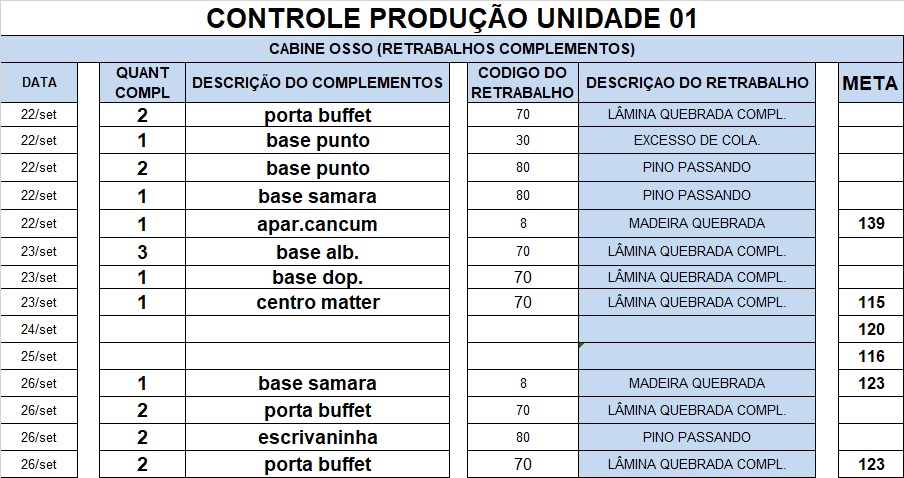 CONTROLE PRODUÇÃO UNIDADE 01
CABINE OSSO (RETRABALHOS COMPLEMENTOS)
DATA QUANT COMPL DESCRIÇÃO DO COMPLEMENTOS CODIGO DO RETRABALHO DESCRIÇAO DO RETRABALHO META
22/set 2 porta buffet 70 LÂMINA QUEBRADA COMPL.
22/set 1 base punto 30 EXCESSO DE COLA.
22/set 2 base punto 80 PINO PASSANDO
22/set 1 base samara 80 PINO PASSANDO
22/set 1 apar.cancum 8 MADEIRA QUEBRADA 139
23/set 3 base alb. 70 LÂMINA QUEBRADA COMPL.
23/set 1 base dop. 70 LÂMINA QUEBRADA COMPL.
23/set 1 centro matter 70 LÂMINA QUEBRADA COMPL. 115
24/set 120
25/set 116
26/set 1 base samara 8 MADEIRA QUEBRADA 123
26/set 2 porta buffet 70 LÂMINA QUEBRADA COMPL.
26/set 2 escrivaninha 80 PINO PASSANDO
26/set 2 porta buffet 70 LÂMINA QUEBRADA COMPL. 123